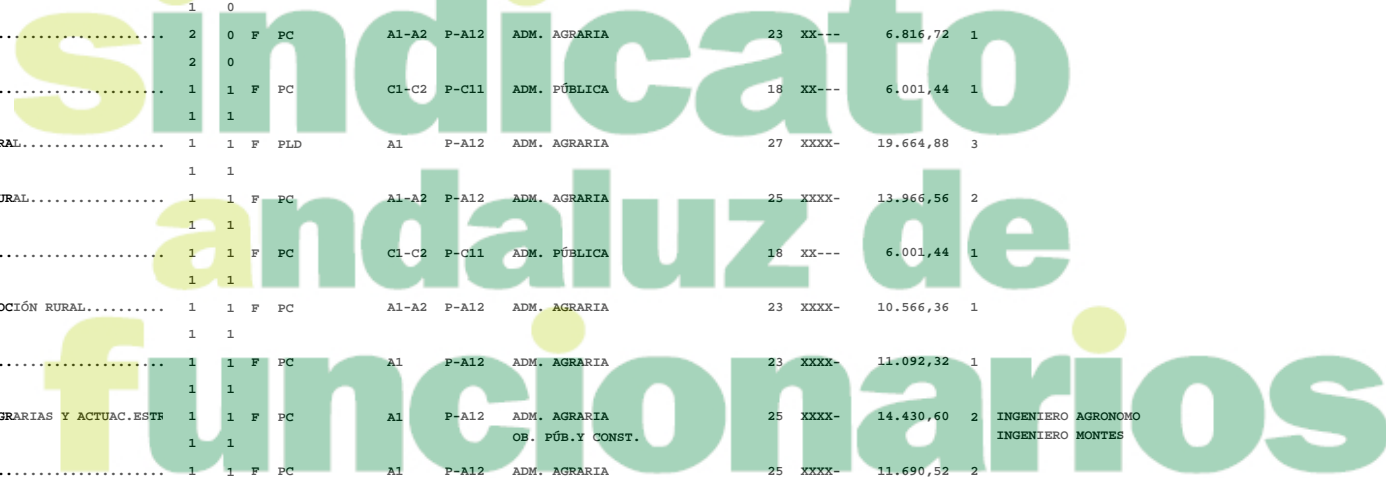 1 0
.................... 2 0 F PC A1-A2 P-A12 ADM. AGRARIA 23 XX--- 6.816,72 1
2 0
.................... 1 1 F PC C1-C2 P-C11 ADM. PÚBLICA 18 XX--- 6.001,44 1
1 1
RAL................. 1 1 F PLD A1 P-A12 ADM. AGRARIA 27 XXXX- 19.664,88 3
1 1
URAL................ 1 1 F PC A1-A2 P-A12 ADM. AGRARIA 25 XXXX- 13.966,56 2
1 1
.................... 1 1 F PC C1-C2 P-C11 ADM. PÚBLICA 18 XX--- 6.001,44 1
1 1
OCIÓN RURAL......... 1 1 F PC A1-A2 P-A12 ADM. AGRARIA 23 XXXX- 10.566,36 1
1 1
.................... 1 1 F PC A1 P-A12 ADM. AGRARIA 23 XXXX- 11.092,32 1
1 1
GRARIAS Y ACTUAC.ESTR 1 1 F PC A1 P-A12 ADM. AGRARIA 25 XXXX- 14.430,60 2 INGENIERO AGRONOMO
1 1 OB. PÚB.Y CONST. INGENIERO MONTES
.................... 1 1 F PC A1 P-A12 ADM. AGRARIA 25 XXXX- 11.690,52 2
sindicato
andaluz de
funcionarios